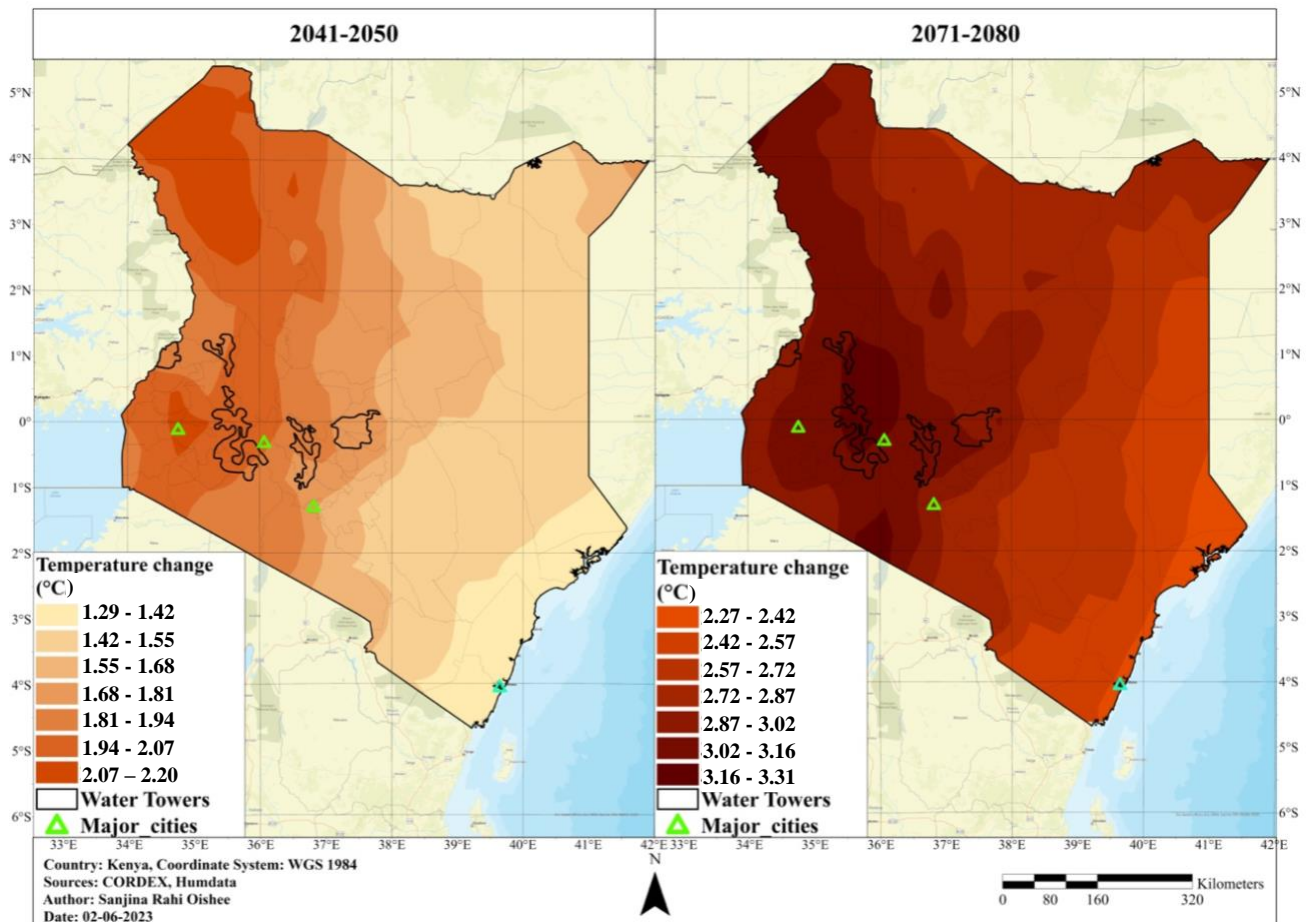 2041-2050
2071-2080
5°N
4°N
3°N
2°N
1°N
0°
1°S
2°S
3°S
4°S
5°S
6°S
5°N
4°N
3°N
2°N
1°N
0°
1°S
2°S
3°S
4°S
5°S
6°S
Temperature change
(°C)
1.29 - 1.42
1.42 - 1.55
1.55 - 1.68
1.68 - 1.81
1.81 - 1.94
1.94 - 2.07
2.07 – 2.20
Water Towers
Major_cities
Temperature change
(°C)
2.27 - 2.42
2.42 - 2.57
2.57 - 2.72
2.72 - 2.87
2.87 - 3.02
3.02 - 3.16
3.16 - 3.31
Water Towers
Major_cities
33°E 34°E 35°E 36°E 37°E 38°E 39°E 40°E 41°E 42°E
33°E 34°E 35°E 36°E 37°E 38°E 39°E 40°E 41°E 42°E
Country: Kenya, Coordinate System: WGS 1984
Sources: CORDEX, Humdata
Author: Sanjina Rahi Oishee
Date: 02-06-2023
N
Kilometers
0 80 160 320